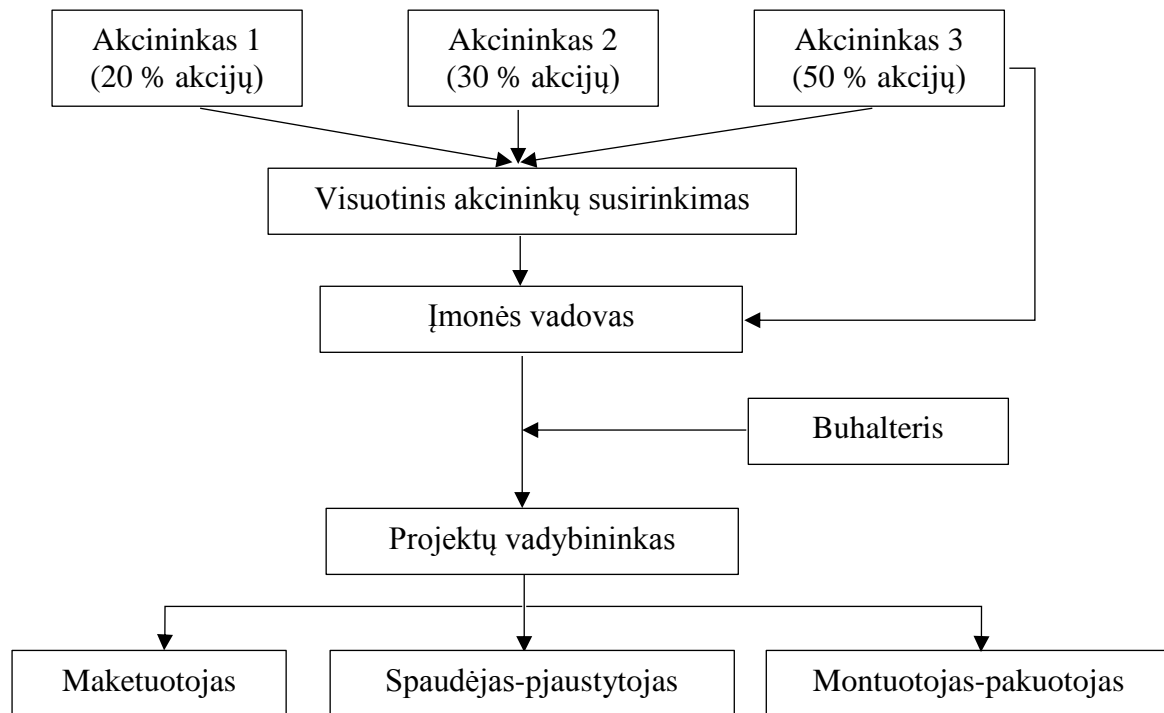 Akcininkas 1
(20 % akcijų)
Akcininkas 2
(30 % akcijų)
Akcininkas 3
(50 % akcijų)
Visuotinis akcininkų susirinkimas
Įmonės vadovas
Buhalteris
Projektų vadybininkas
Maketuotojas
Spaudėjas-pjaustytojas
Montuotojas-pakuotojas